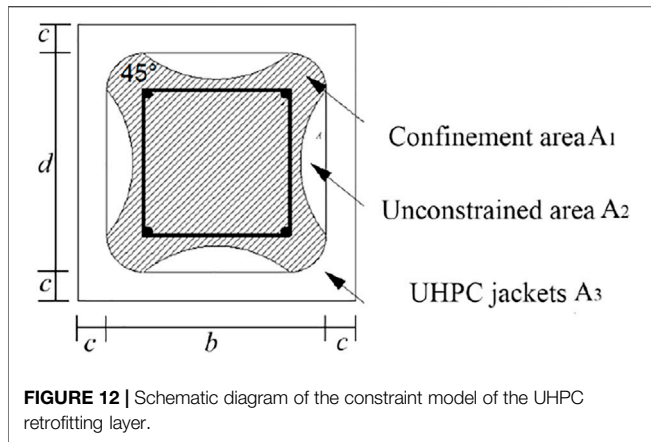 c
45°
Confinement area A1
d
Unconstrained area A2
c
UHPC jackets A3
c
b
c
FIGURE 12 | Schematic diagram of the constraint model of the UHPC
retrofitting layer.